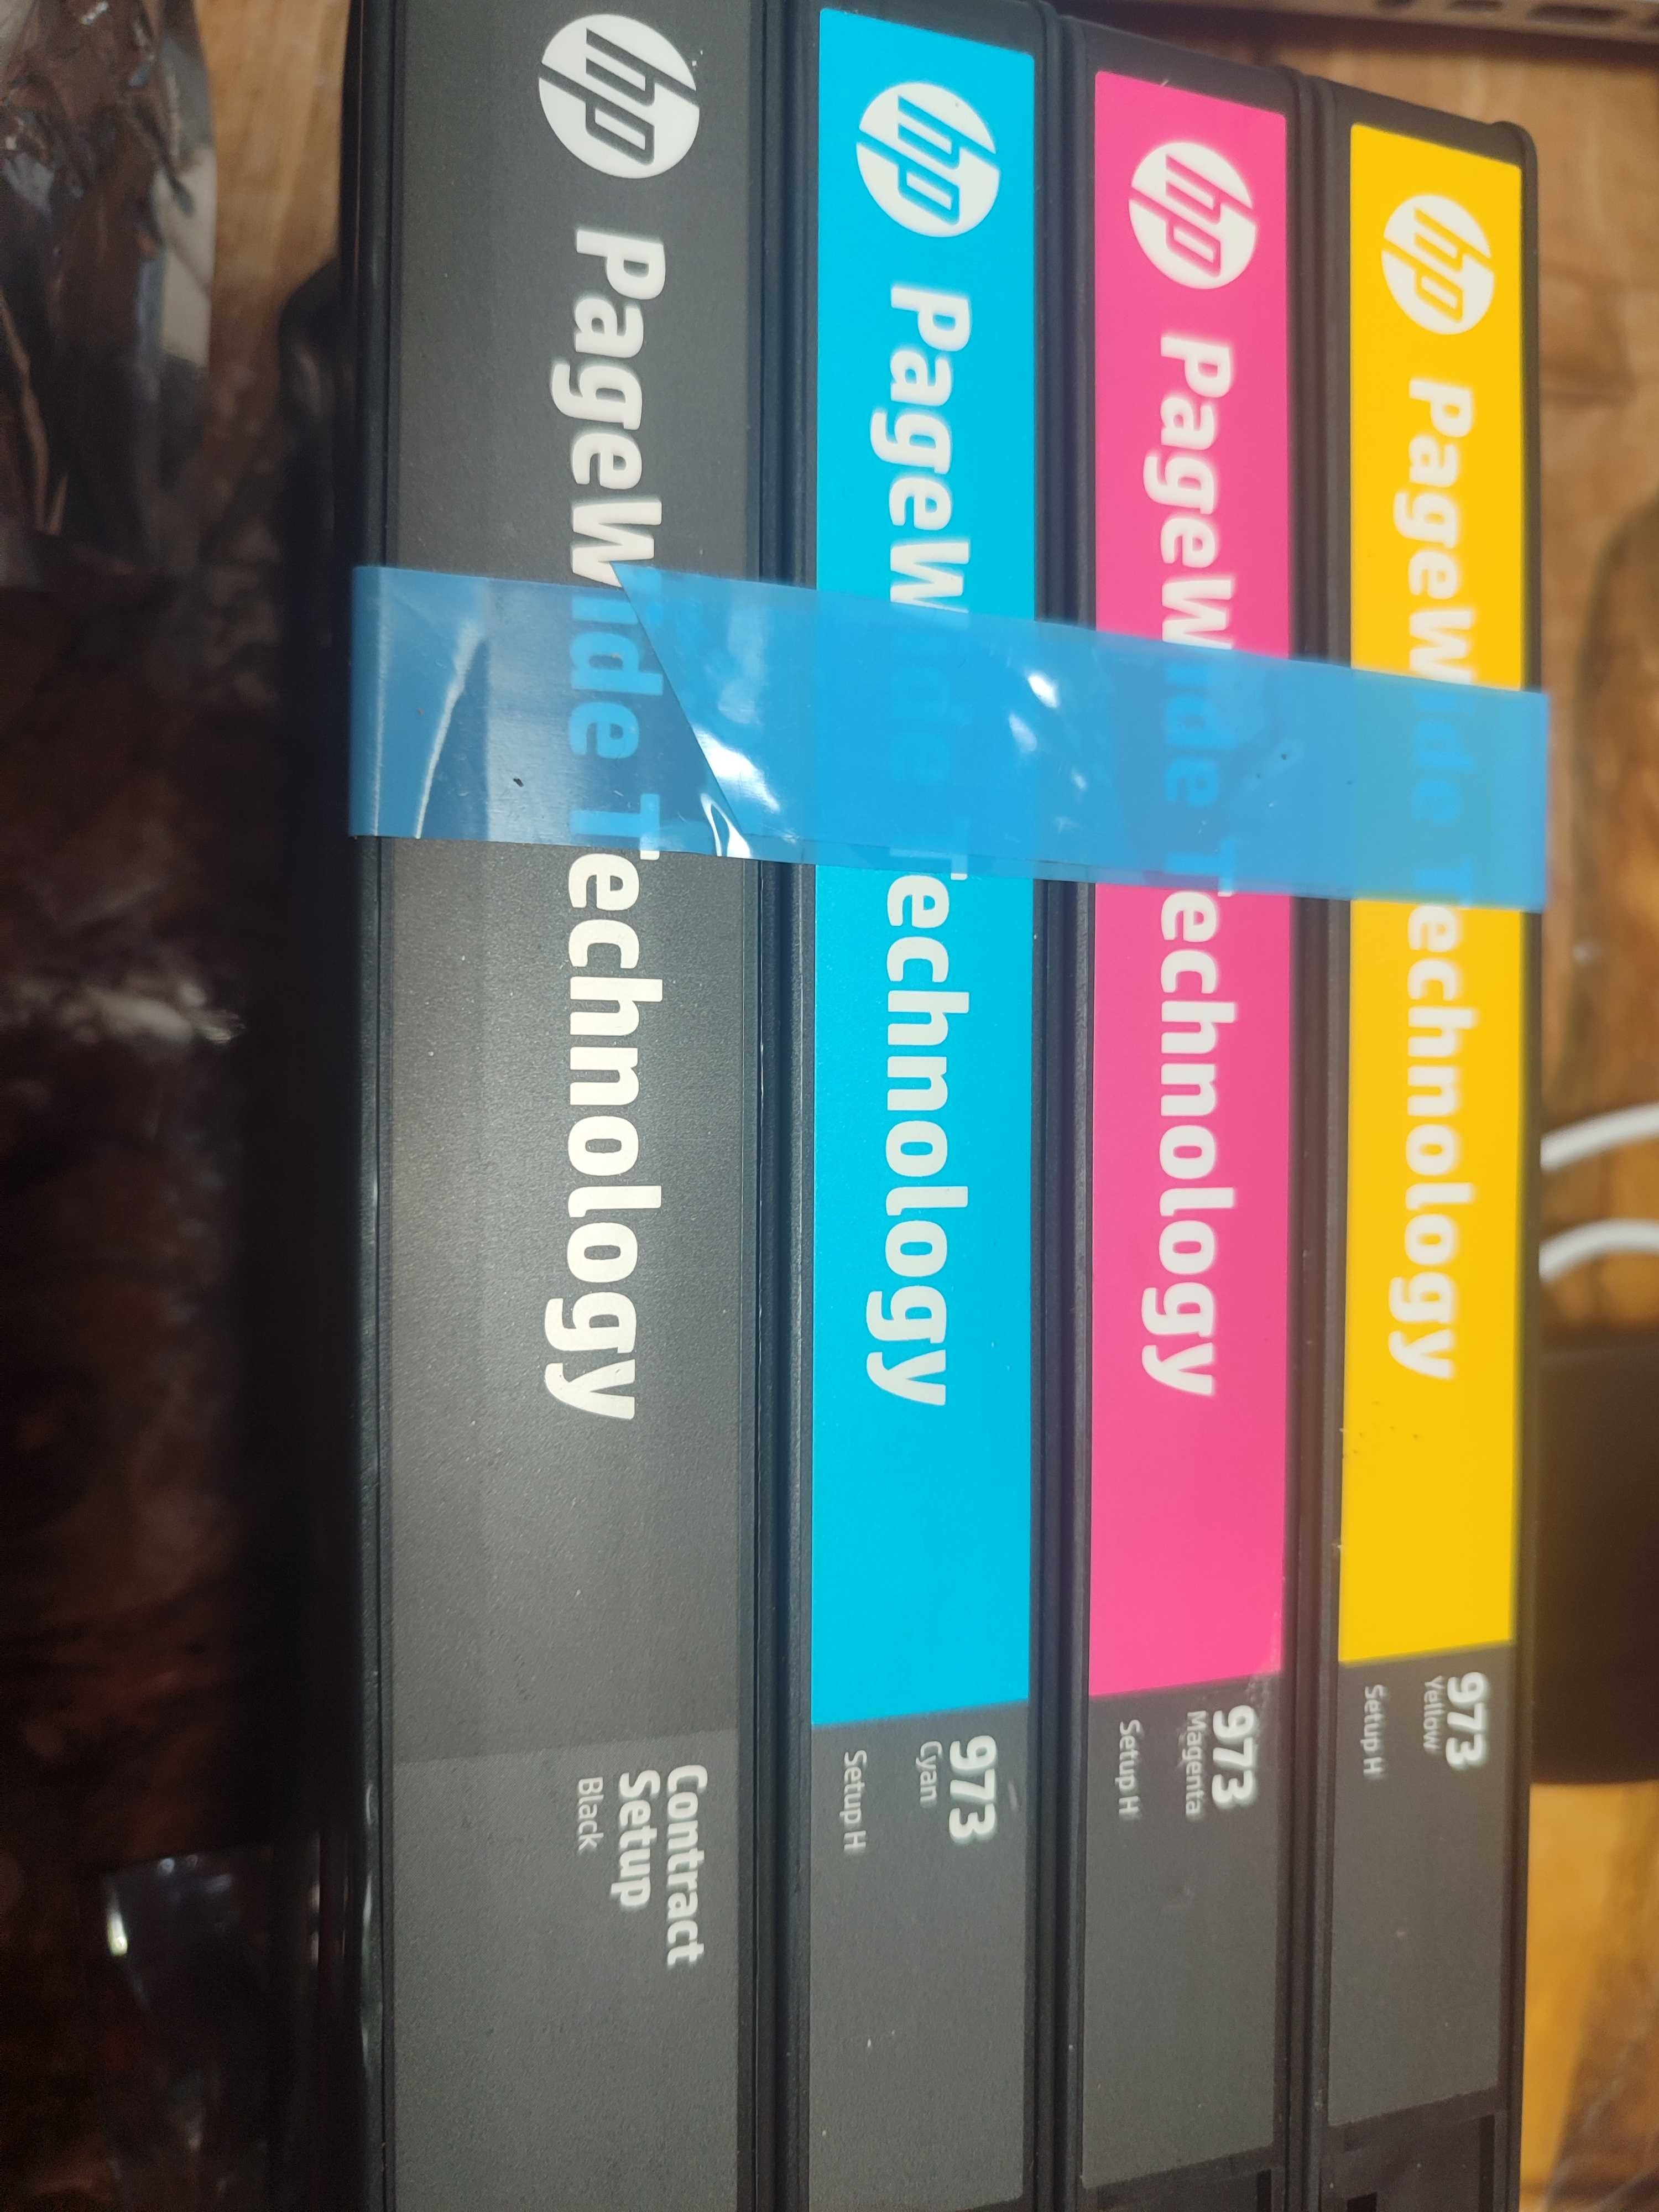 hp PageWide Technology
Contract
Setup
Black
hp PageWide Technology
973
Cyan
Setup H
hp PageWide Technology
973
Magenta
Setup H
hp PageWide Technology
973
Yellow
Setup H